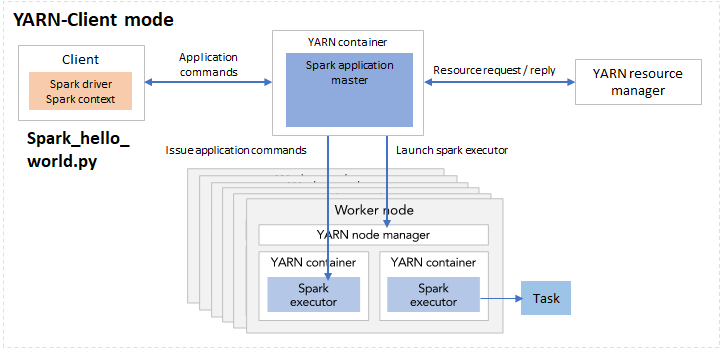 YARN-Client mode
Client
Spark driver
Spark context
Spark_hello_
world.py
Application
commands
YARN container
Spark application
master
Resource request / reply
YARN resource
manager
Issue application commands
Launch spark executor
Worker node
YARN node manager
YARN container
Spark
executor
YARN container
Spark
executor
Task